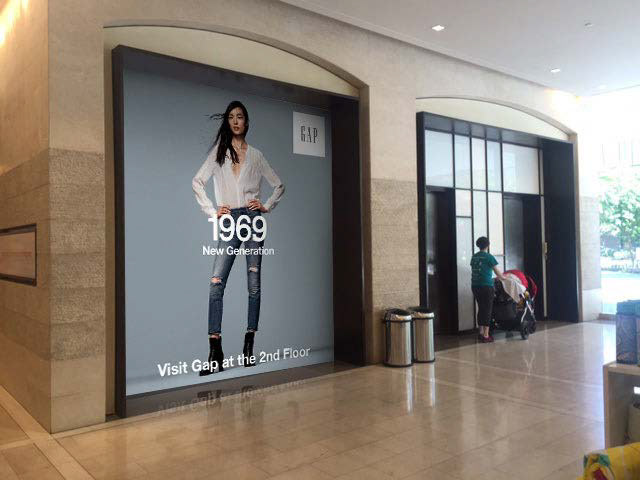 GAP
1969
New Generation
Visit Gap at the 2nd Floor